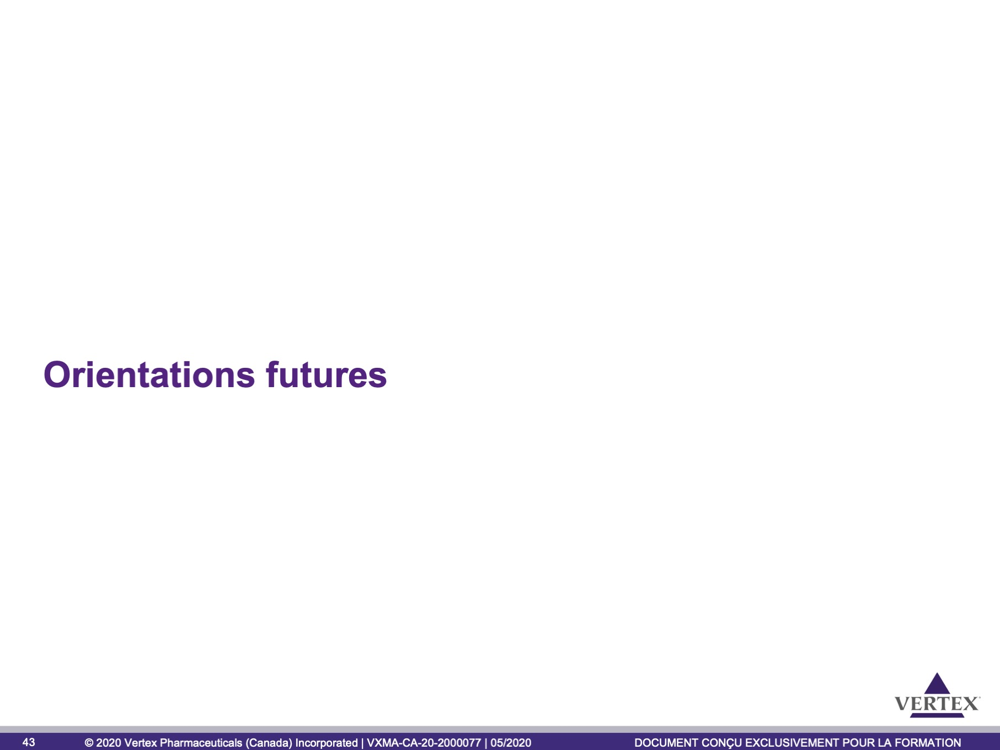 Orientations futures
VERTEX
43 © 2020 Vertex Pharmaceuticals (Canada) Incorporated | VXMA-CA-20-2000077 | 05/2020 DOCUMENT CONÇU EXCLUSIVEMENT POUR LA FORMATION